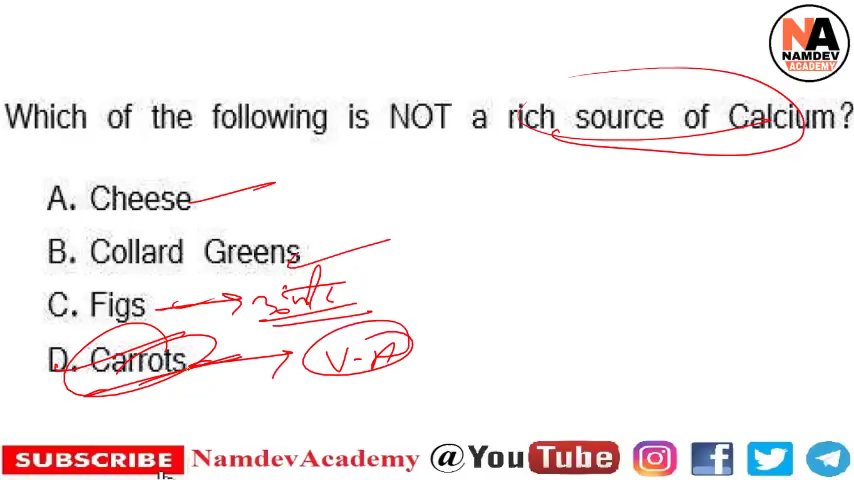 NA
NAMDEV
ACADEMY
Which of the following is NOT a rich source of Calcium?
A. Cheese
B. Collard Greens
C. Figs
D. Carrots
V-A
SUBSCRIBE NamdevAcademy @YouTube